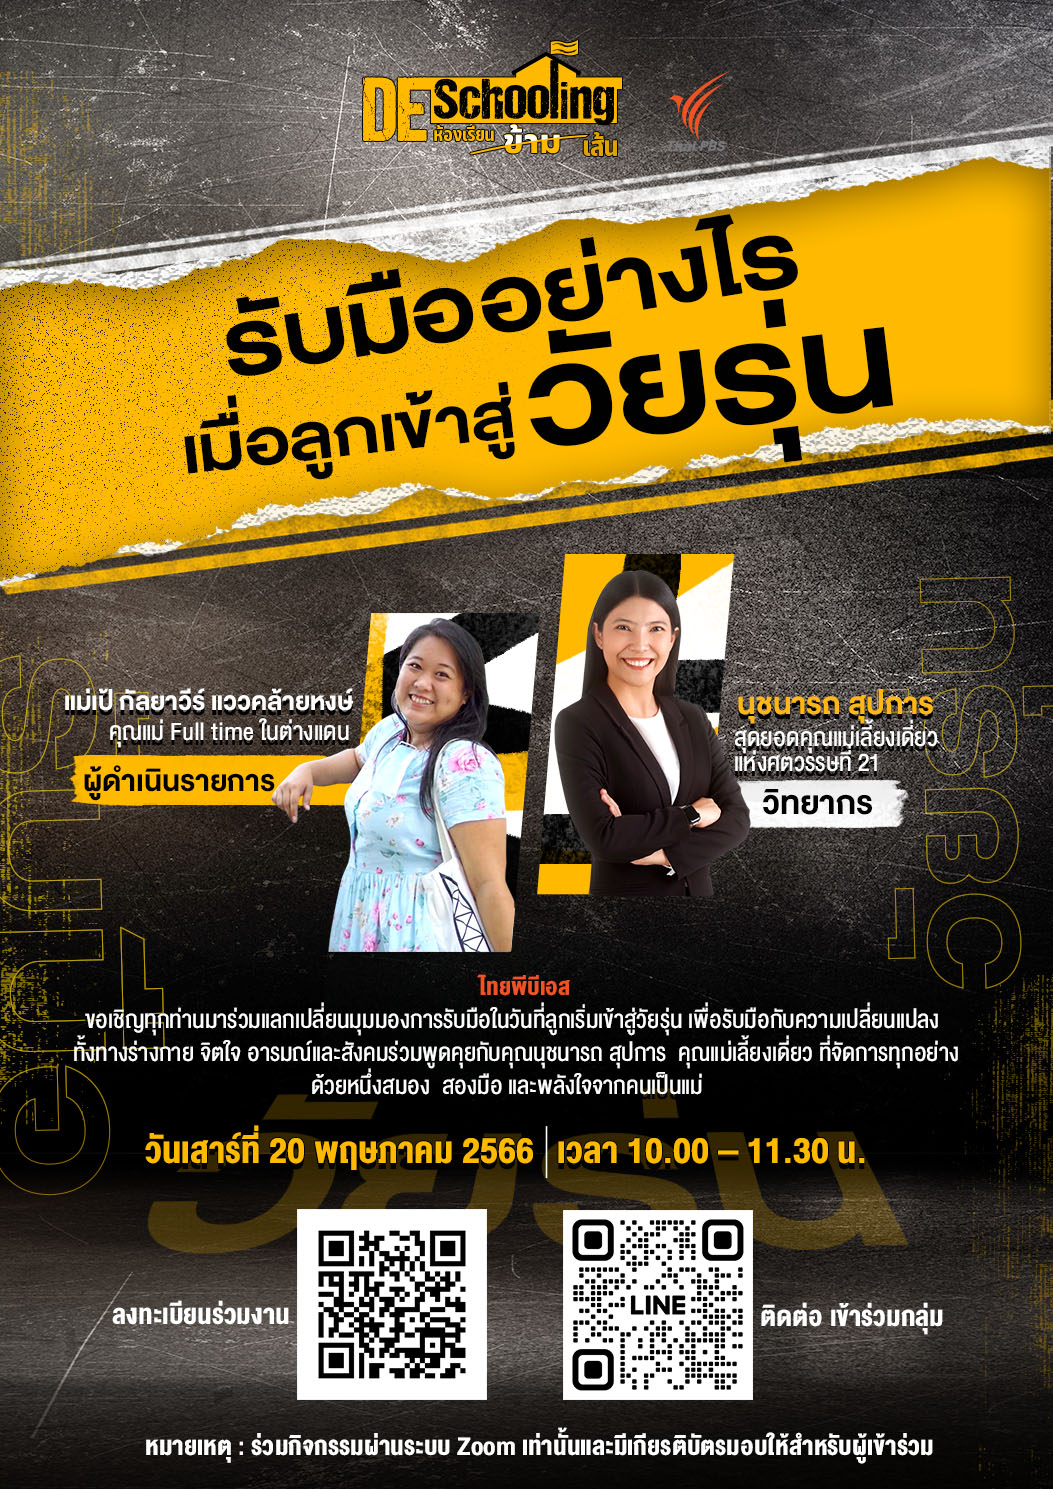 DE Schooling
ห้องเรียน ข้าม เส้น
Thai PBS
รับมืออย่างไร
เมื่อลูกเข้าสู่ วัยรุ่น
แม่เป้ กัลยาวีร์ แววคล้ายหงษ์
คุณแม่ Full time ในต่างแดน
ผู้ดำเนินรายการ
นุชนารถ สุปการ
สุดยอดคุณแม่เลี้ยงเดี่ยว
แห่งศตวรรษที่ 21
วิทยากร
ไทยพีบีเอส
ขอเชิญทุกท่านมาร่วมแลกเปลี่ยนมุมมองการรับมือในวันที่ลูกเริ่มเข้าสู่วัยรุ่น เพื่อรับมือกับความเปลี่ยนแปลง
ทั้งทางร่างกาย จิตใจ อารมณ์และสังคมร่วมพูดคุยกับคุณนุชนารถ สุปการ คุณแม่เลี้ยงเดี่ยว ที่จัดการทุกอย่าง
ด้วยหนึ่งสมอง สองมือ และพลังใจจากคนเป็นแม่
วัยรุ่น
วันเสาร์ที่ 20 พฤษภาคม 2566 | เวลา 10.00 – 11.30 น.
ลงทะเบียนร่วมงาน
LINE
ติดต่อ เข้าร่วมกลุ่ม
หมายเหตุ : ร่วมกิจกรรมผ่านระบบ Zoom เท่านั้นและมีเกียรติบัตรมอบให้สำหรับผู้เข้าร่วม